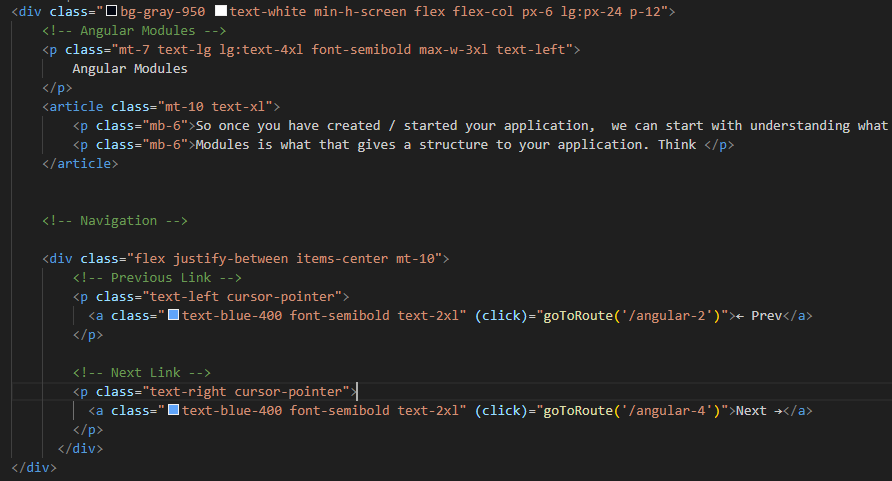 <div class="bg-gray-950 text-white min-h-screen flex flex-col px-6 lg:px-24 p-12">
<!-- Angular Modules -->
<p class="mt-7 text-lg lg:text-4xl font-semibold max-w-3xl text-left">
Angular Modules
</p>
<article class="mt-10 text-xl">
<p class="mb-6">So once you have created / started your application,  we can start with understanding what
<p class="mb-6">Modules is what that gives a structure to your application. Think </p>
</article>
<!-- Navigation -->
<div class="flex justify-between items-center mt-10">
<!-- Previous Link -->
<p class="text-left cursor-pointer">
<a class="text-blue-400 font-semibold text-2xl" (click)="goToRoute('/angular-2')">← Prev</a>
</p>
<!-- Next Link -->
<p class="text-right cursor-pointer">
<a class="text-blue-400 font-semibold text-2xl" (click)="goToRoute('/angular-4')">Next →</a>
</p>
</div>
</div>